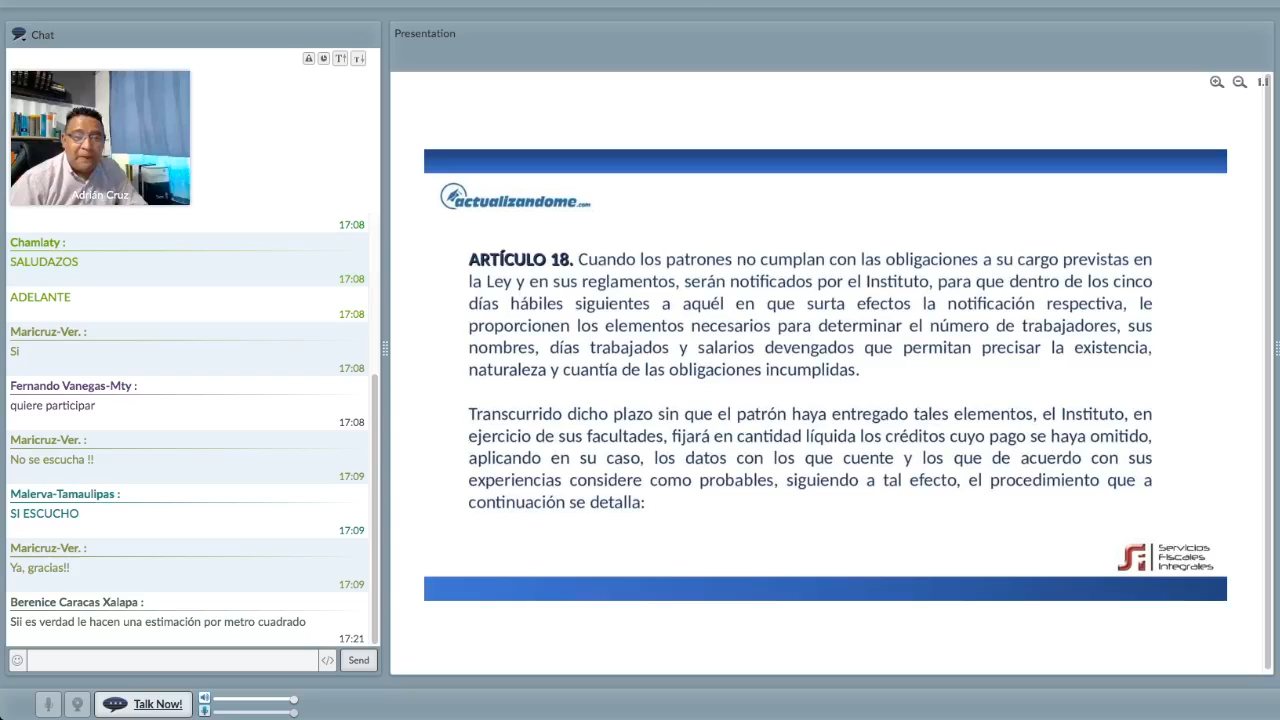 Chat
T↑
T↓
Adrián Cruz
17:08
Chamlaty :
SALUDAZOS
17:08
ADELANTE
17:08
Maricruz-Ver. :
Si
17:08
Fernando Vanegas-Mty :
quiere participar
17:08
Maricruz-Ver. :
No se escucha !!
17:09
Malerva-Tamaulipas :
SI ESCUCHO
17:09
Maricruz-Ver. :
Ya, gracias!!
17:09
Berenice Caracas Xalapa :
Sii es verdad le hacen una estimación por metro cuadrado
17:21
Send
Talk Now!
Presentation
actualizandome.com
ARTÍCULO 18. Cuando los patrones no cumplan con las obligaciones a su cargo previstas en
la Ley y en sus reglamentos, serán notificados por el Instituto, para que dentro de los cinco
días hábiles siguientes a aquél en que surta efectos la notificación respectiva, le
proporcionen los elementos necesarios para determinar el número de trabajadores, sus
nombres, días trabajados y salarios devengados que permitan precisar la existencia,
naturaleza y cuantía de las obligaciones incumplidas.
Transcurrido dicho plazo sin que el patrón haya entregado tales elementos, el Instituto, en
ejercicio de sus facultades, fijará en cantidad líquida los créditos cuyo pago se haya omitido,
aplicando en su caso, los datos con los que cuente y los que de acuerdo con sus
experiencias considere como probables, siguiendo a tal efecto, el procedimiento que a
continuación se detalla:
Servicios
Fiscales
Integrales